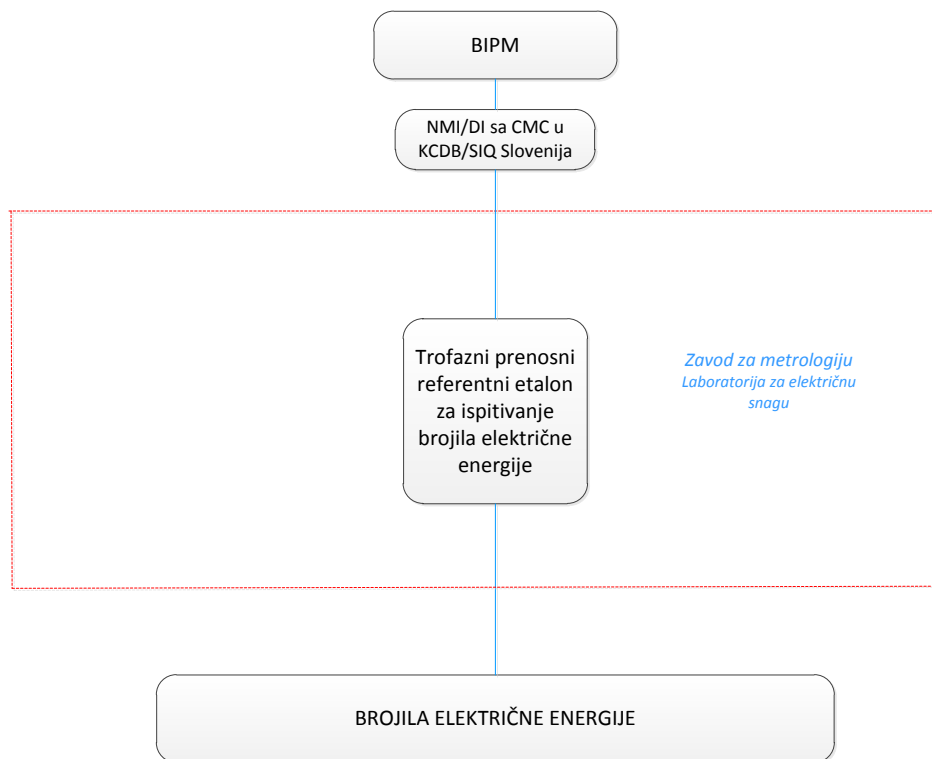 BIPM
NMI/DI sa CMC u
KCDB/SIQ Slovenija
Trofazni prenosni
referentni etalon
za ispitivanje
brojila električne
energije
Zavod za metrologiju
Laboratorija za električnu
snagu
BROJILA ELEKTRIČNE ENERGIJE